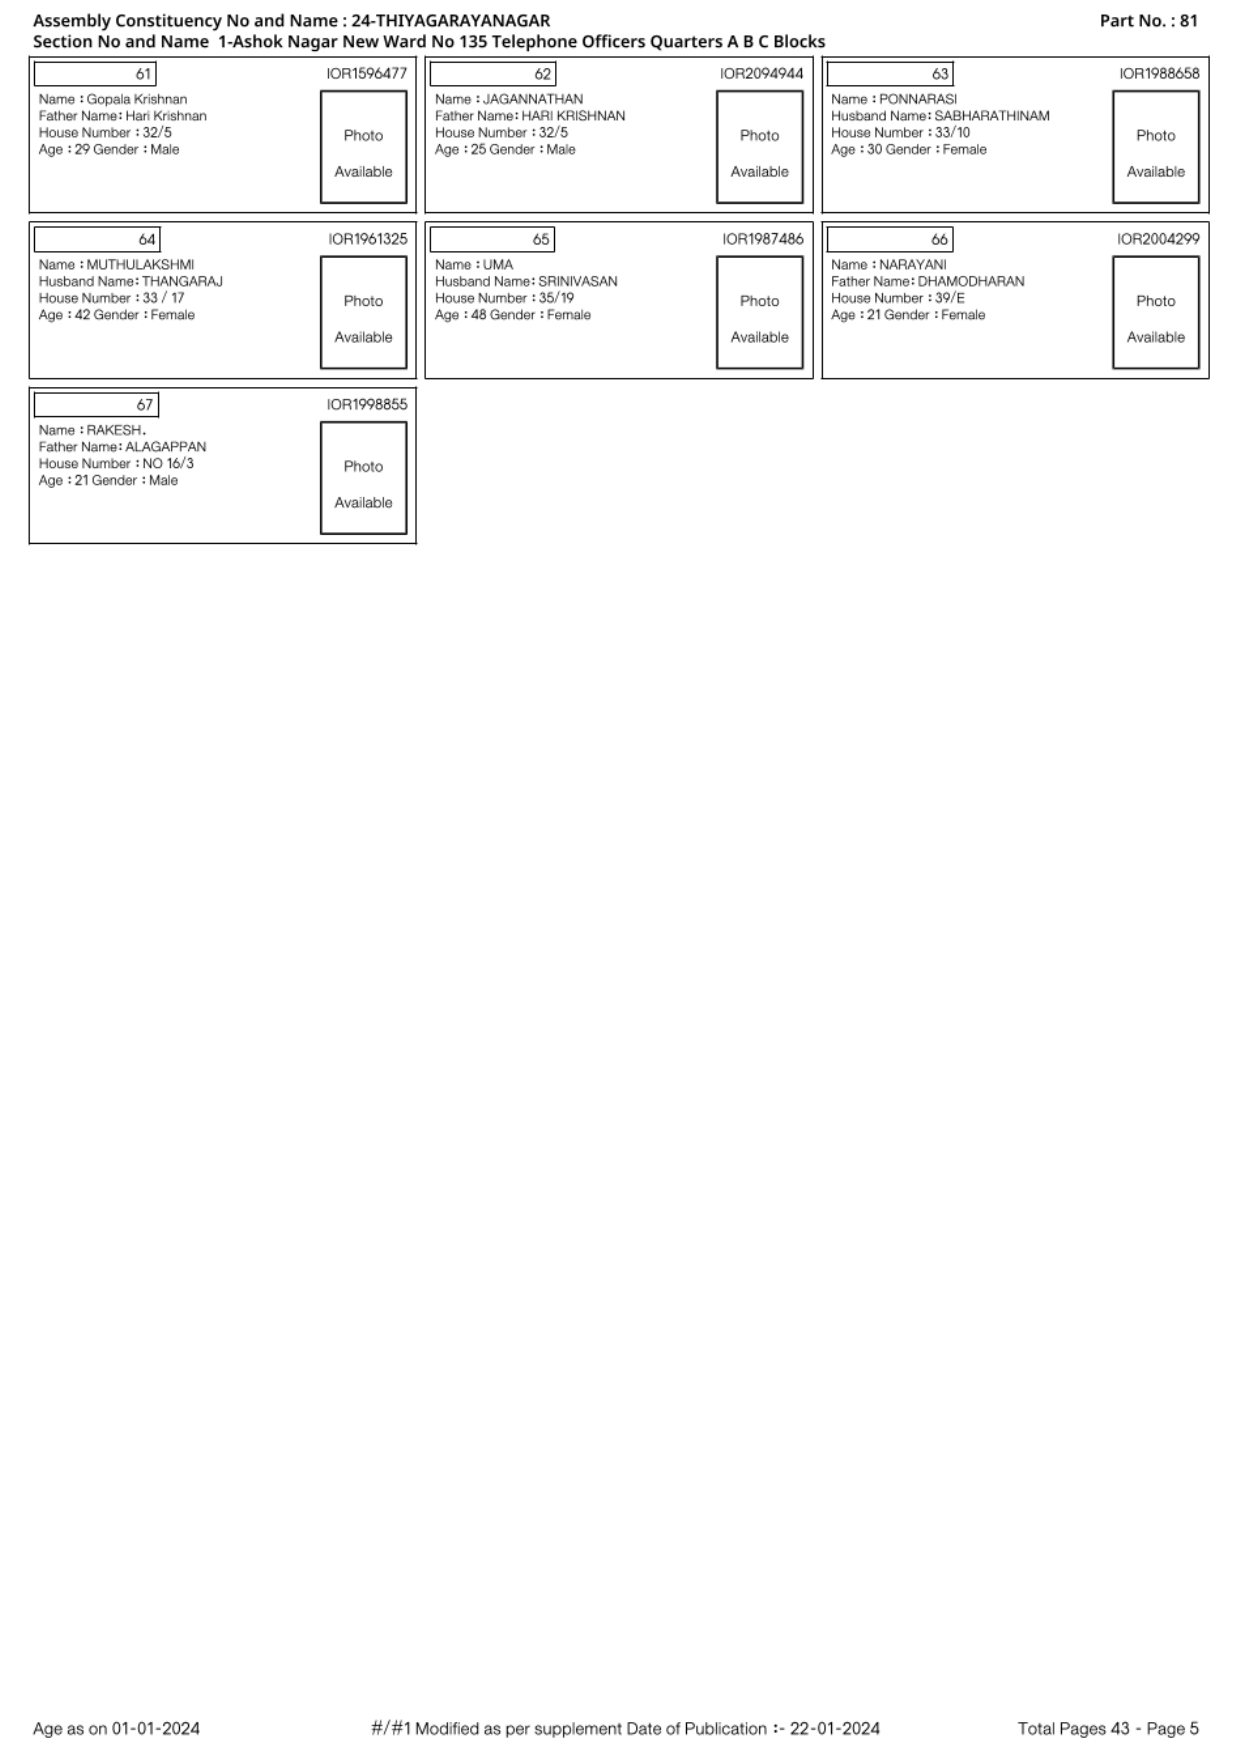 Assembly Constituency No and Name : 24-THIYAGARAYANAGAR
Part No. : 81
Section No and Name 1-Ashok Nagar New Ward No 135 Telephone Officers Quarters A B C Blocks
61
IOR1596477
Name : Gopala Krishnan
Father Name: Hari Krishnan
House Number : 32/5
Age : 29 Gender : Male
Photo
Available
62
IOR2094944
Name : JAGANNATHAN
Father Name: HARI KRISHNAN
House Number : 32/5
Age : 25 Gender : Male
Photo
Available
63
IOR1988658
Name : PONNARASI
Husband Name: SABHARATHINAM
House Number : 33/10
Age : 30 Gender : Female
Photo
Available
64
IOR1961325
Name : MUTHULAKSHMI
Husband Name: THANGARAJ
House Number : 33 / 17
Age : 42 Gender : Female
Photo
Available
65
IOR1987486
Name : UMA
Husband Name: SRINIVASAN
House Number : 35/19
Age : 48 Gender : Female
Photo
Available
66
IOR2004299
Name : NARAYANI
Father Name: DHAMODHARAN
House Number : 39/E
Age : 21 Gender : Female
Photo
Available
67
IOR1998855
Name : RAKESH.
Father Name: ALAGAPPAN
House Number : NO 16/3
Age : 21 Gender : Male
Photo
Available
Age as on 01-01-2024
#/#1 Modified as per supplement Date of Publication :- 22-01-2024
Total Pages 43 - Page 5